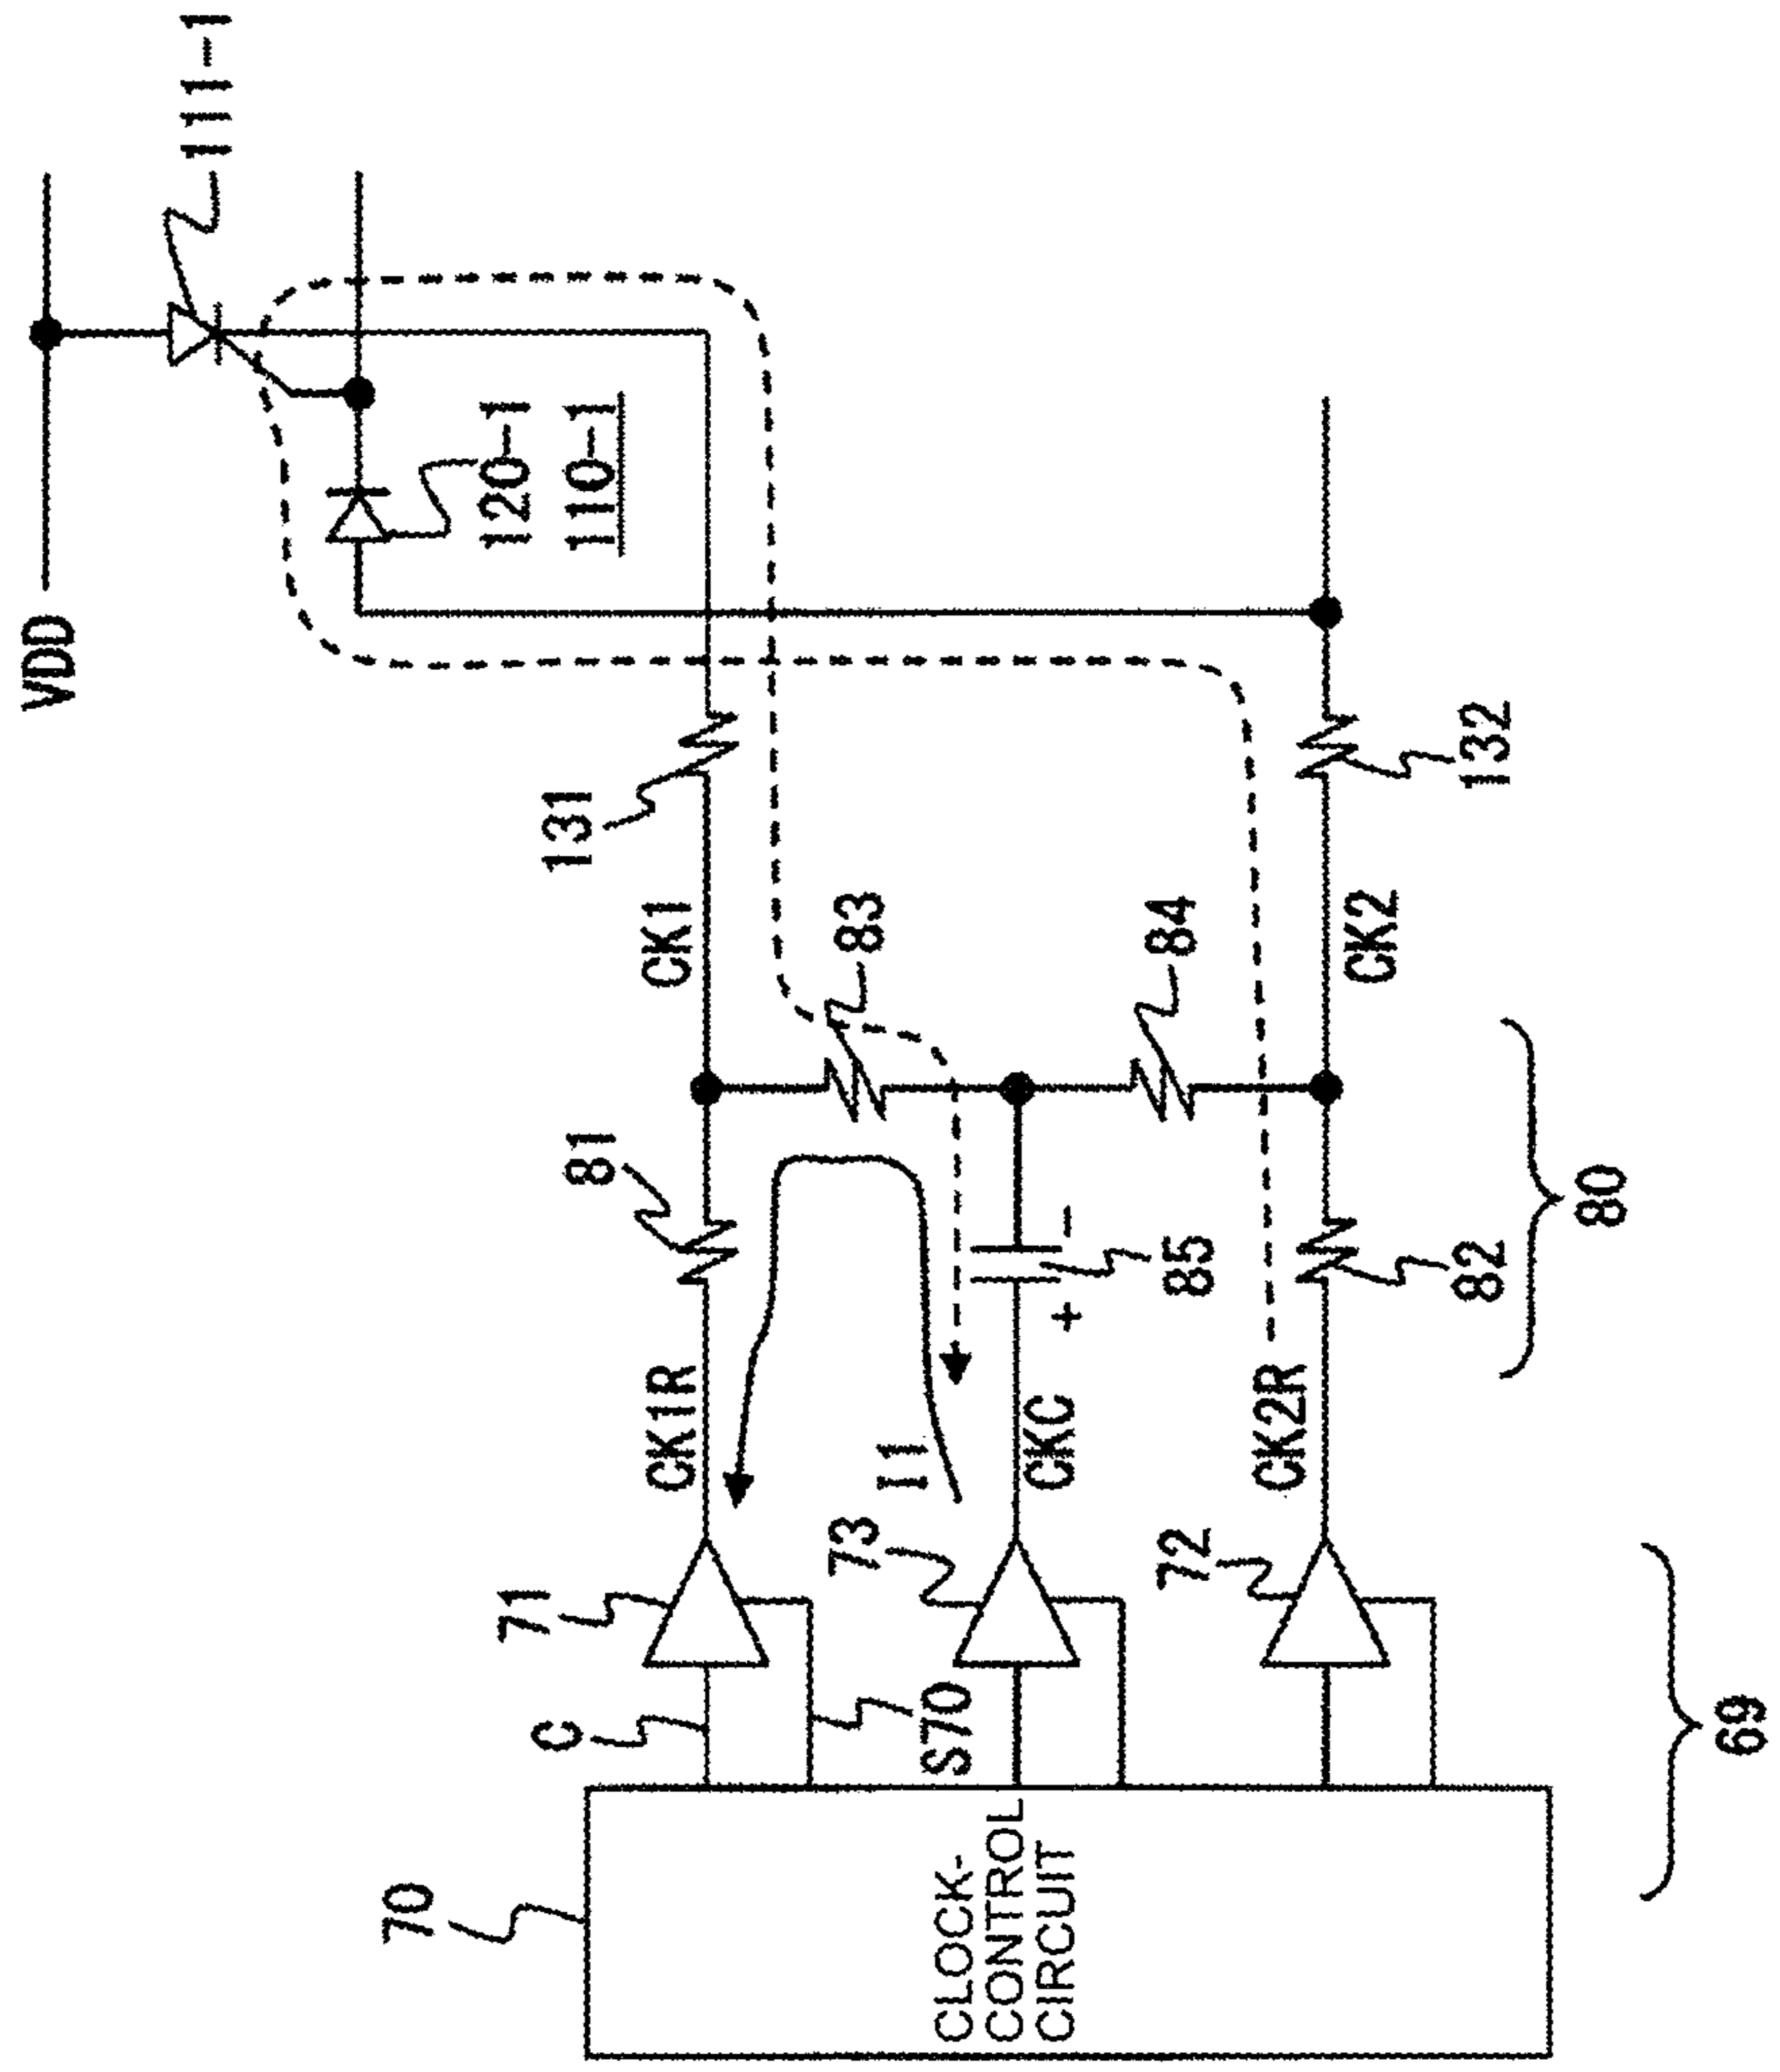 VDD
111-1
120-1
110-1
131
CK1
83
84
CK2
132
81
85
+ -
82
80
CK1R
I1
CKC
CK2R
71
73
72
C
S70
69
70
CLOCK-
CONTROL
CIRCUIT